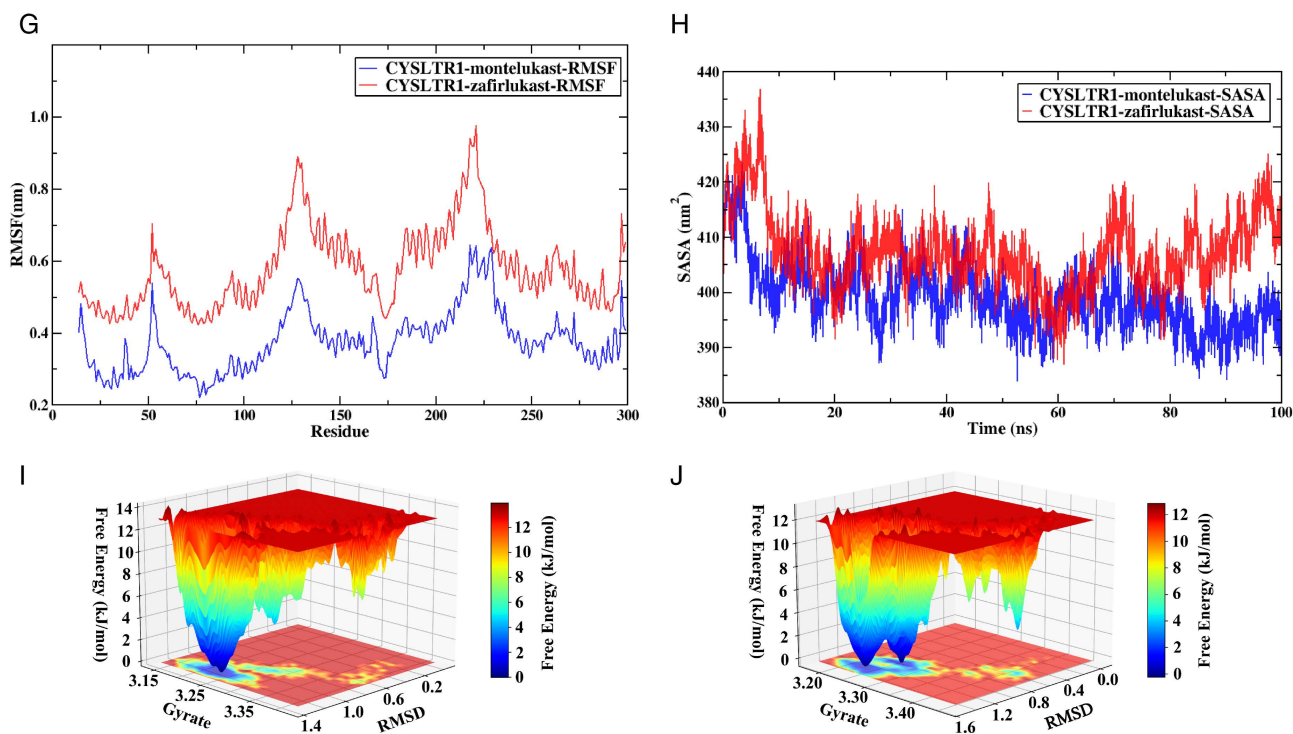 G
CYSLTR1-montelukast-RMSF
CYSLTR1-zafirlukast-RMSF
RMSF(nm)
1.0
0.8
0.6
0.4
0.2
0 50 100 150 200 250 300
Residue
H
CYSLTR1-montelukast-SASA
CYSLTR1-zafirlukast-SASA
SASA (nm²)
440
430
420
410
400
390
380
0 20 40 60 80 100
Time (ns)
I
Free Energy (kJ/mol)
14
12
10
8
6
4
2
0
3.15 3.25 3.35
Gyrate
1.4 1.0 0.6 0.2
RMSD
12
10
8
6
4
2
0
Free Energy (kJ/mol)
J
Free Energy (kJ/mol)
12
10
8
6
4
2
0
3.20 3.30 3.40
Gyrate
1.6 1.2 0.8 0.4 0.0
RMSD
12
10
8
6
4
2
0
Free Energy (kJ/mol)